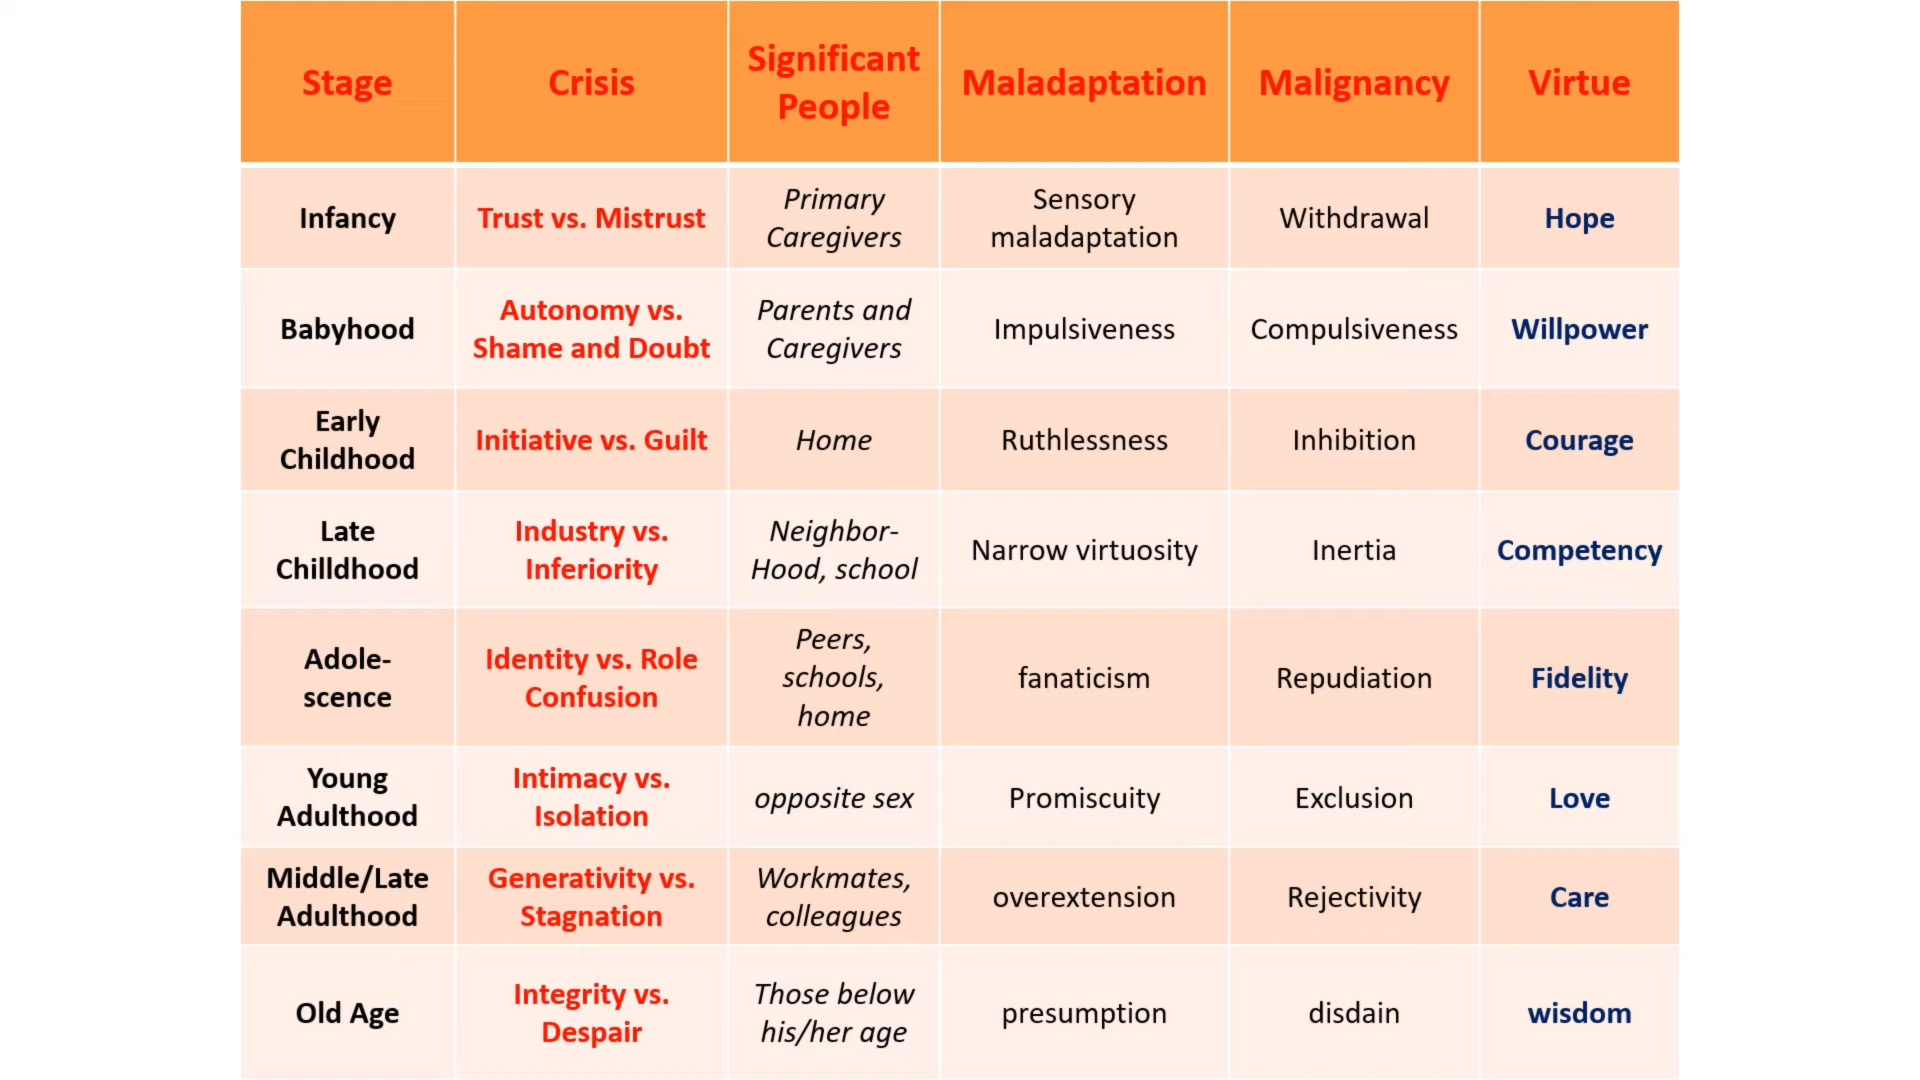 Stage
Crisis
Significant
People
Maladaptation
Malignancy
Virtue
Infancy
Trust vs. Mistrust
Primary
Caregivers
Sensory
maladaptation
Withdrawal
Hope
Babyhood
Autonomy vs.
Shame and Doubt
Parents and
Caregivers
Impulsiveness
Compulsiveness
Willpower
Early
Childhood
Initiative vs. Guilt
Home
Ruthlessness
Inhibition
Courage
Late
Chilldhood
Industry vs.
Inferiority
Neighbor-
Hood, school
Narrow virtuosity
Inertia
Competency
Adole-
scence
Identity vs. Role
Confusion
Peers,
schools,
home
fanaticism
Repudiation
Fidelity
Young
Adulthood
Intimacy vs.
Isolation
opposite sex
Promiscuity
Exclusion
Love
Middle/Late
Adulthood
Generativity vs.
Stagnation
Workmates,
colleagues
overextension
Rejectivity
Care
Old Age
Integrity vs.
Despair
Those below
his/her age
presumption
disdain
wisdom